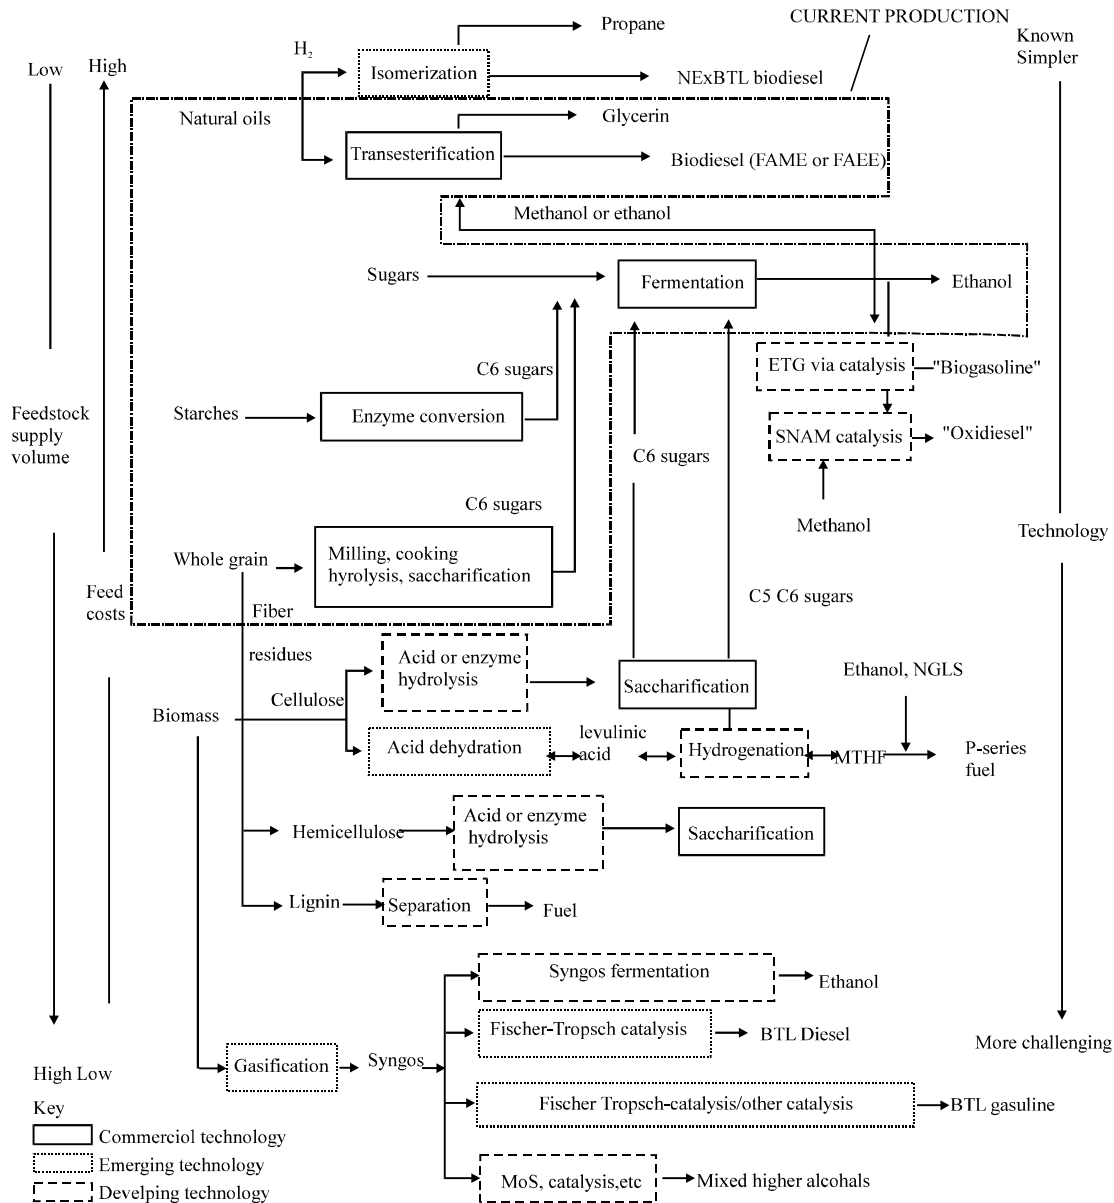 CURRENT PRODUCTION
Propane
Known
Simpler
H2
Low
High
Isomerization
NExBTL biodiesel
Natural oils
Glycerin
Transesterification
Biodiesel (FAME or FAEE)
Methanol or ethanol
Sugars
Fermentation
Ethanol
ETG via catalysis
"Biogasoline"
C6 sugars
Starches
Enzyme conversion
Feedstock
supply
volume
SNAM catalysis
"Oxidiesel"
C6 sugars
C6 sugars
Methanol
Technology
Whole grain
Milling, cooking
hyrolysis, saccharification
Feed
costs
Fiber
C5 C6 sugars
residues
Acid or enzyme
hydrolysis
Saccharification
Ethanol, NGLS
Cellulose
Biomass
Acid dehydration
levulinic
acid
Hydrogenation
MTHF
P-series
fuel
Hemicellulose
Acid or enzyme
hydrolysis
Saccharification
Lignin
Separation
Fuel
Syngos fermentation
Ethanol
Fischer-Tropsch catalysis
BTL Diesel
More challenging
Gasification
Syngos
High Low
Fischer Tropsch-catalysis/other catalysis
BTL gasuline
Key
Commerciol technology
Emerging technology
MoS, catalysis,etc
Mixed higher alcohals
Develping technology